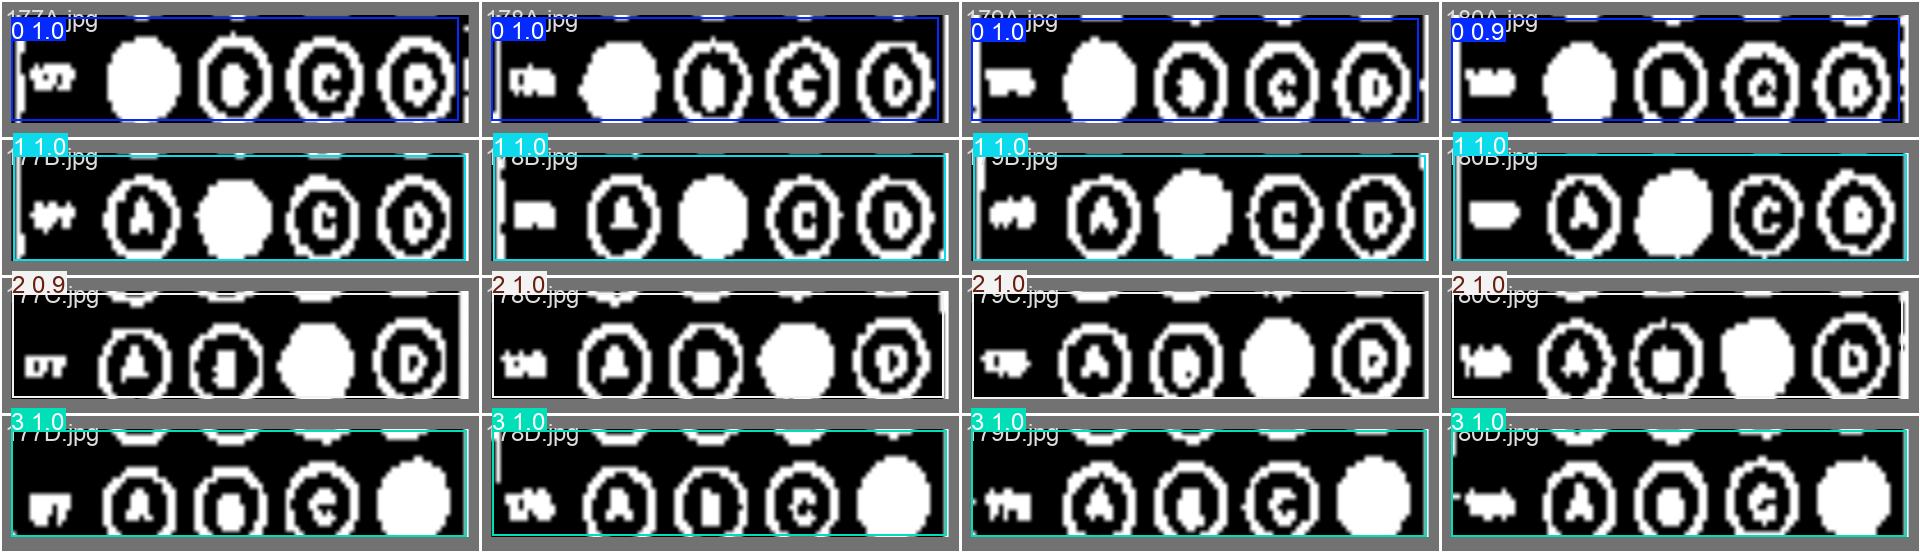 177A.jpg 178A.jpg 179A.jpg 180A.jpg
0 1.0 0 1.0 0 1.0 0 0.9
B C D B C D B C D B C D
1 1.0 1 1.0 1 1.0 1 1.0
177B.jpg 178B.jpg 179B.jpg 180B.jpg
A C D A C D A C D A C D
2 0.9 2 1.0 2 1.0 2 1.0
177C.jpg 178C.jpg 179C.jpg 180C.jpg
A B D A B D A B D A B D
3 1.0 3 1.0 3 1.0 3 1.0
177D.jpg 178D.jpg 179D.jpg 180D.jpg
A B C A B C A B C A B C